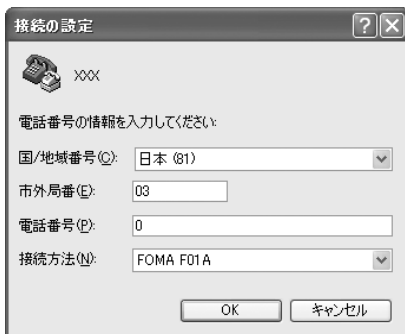 接続の設定
xxx
電話番号の情報を入力してください:
国/地域番号(C): 日本 (81)
市外局番(E): 03
電話番号(P): 0
接続方法(N): FOMA F01A
OK キャンセル